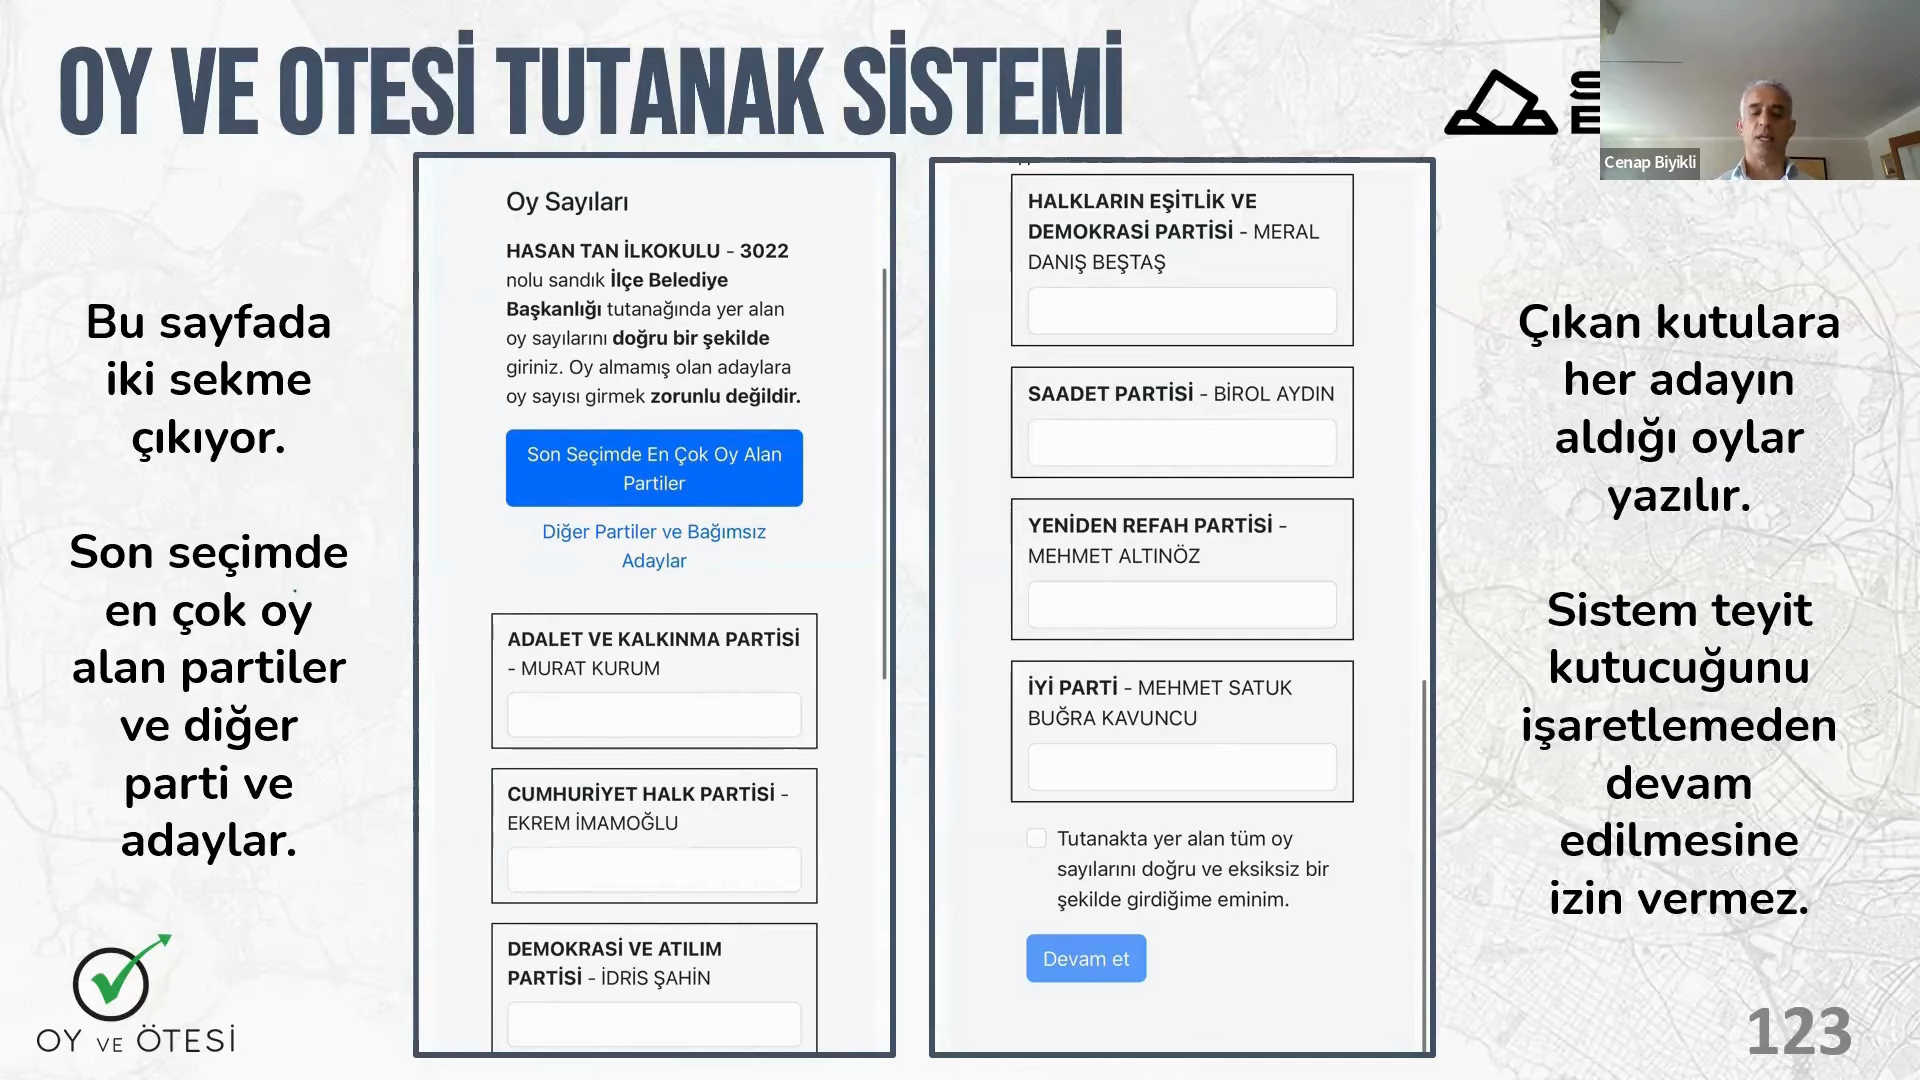 OY VE OTESİ TUTANAK SİSTEMİ
Cenap Biyikli
Bu sayfada
iki sekme
çıkıyor.
Son seçimde
en çok oy
alan partiler
ve diğer
parti ve
adaylar.
OY VE ÖTESİ
Oy Sayıları
HASAN TAN İLKOKULU - 3022
nolu sandık İlçe Belediye
Başkanlığı tutanağında yer alan
oy sayılarını doğru bir şekilde
giriniz. Oy almamış olan adaylara
oy sayısı girmek zorunlu değildir.
Son Seçimde En Çok Oy Alan
Partiler
Diğer Partiler ve Bağımsız
Adaylar
ADALET VE KALKINMA PARTİSİ
- MURAT KURUM
CUMHURİYET HALK PARTİSİ -
EKREM İMAMOĞLU
DEMOKRASİ VE ATILIM
PARTİSİ - İDRİS ŞAHİN
HALKLARIN EŞİTLİK VE
DEMOKRASİ PARTİSİ - MERAL
DANIŞ BEŞTAŞ
SAADET PARTİSİ - BİROL AYDIN
YENİDEN REFAH PARTİSİ -
MEHMET ALTINÖZ
İYİ PARTİ - MEHMET SATUK
BUĞRA KAVUNCU
Tutanakta yer alan tüm oy
sayılarını doğru ve eksiksiz bir
şekilde girdiğime eminim.
Devam et
Çıkan kutulara
her adayın
aldığı oylar
yazılır.
Sistem teyit
kutucuğunu
işaretlemeden
devam
edilmesine
izin vermez.
123